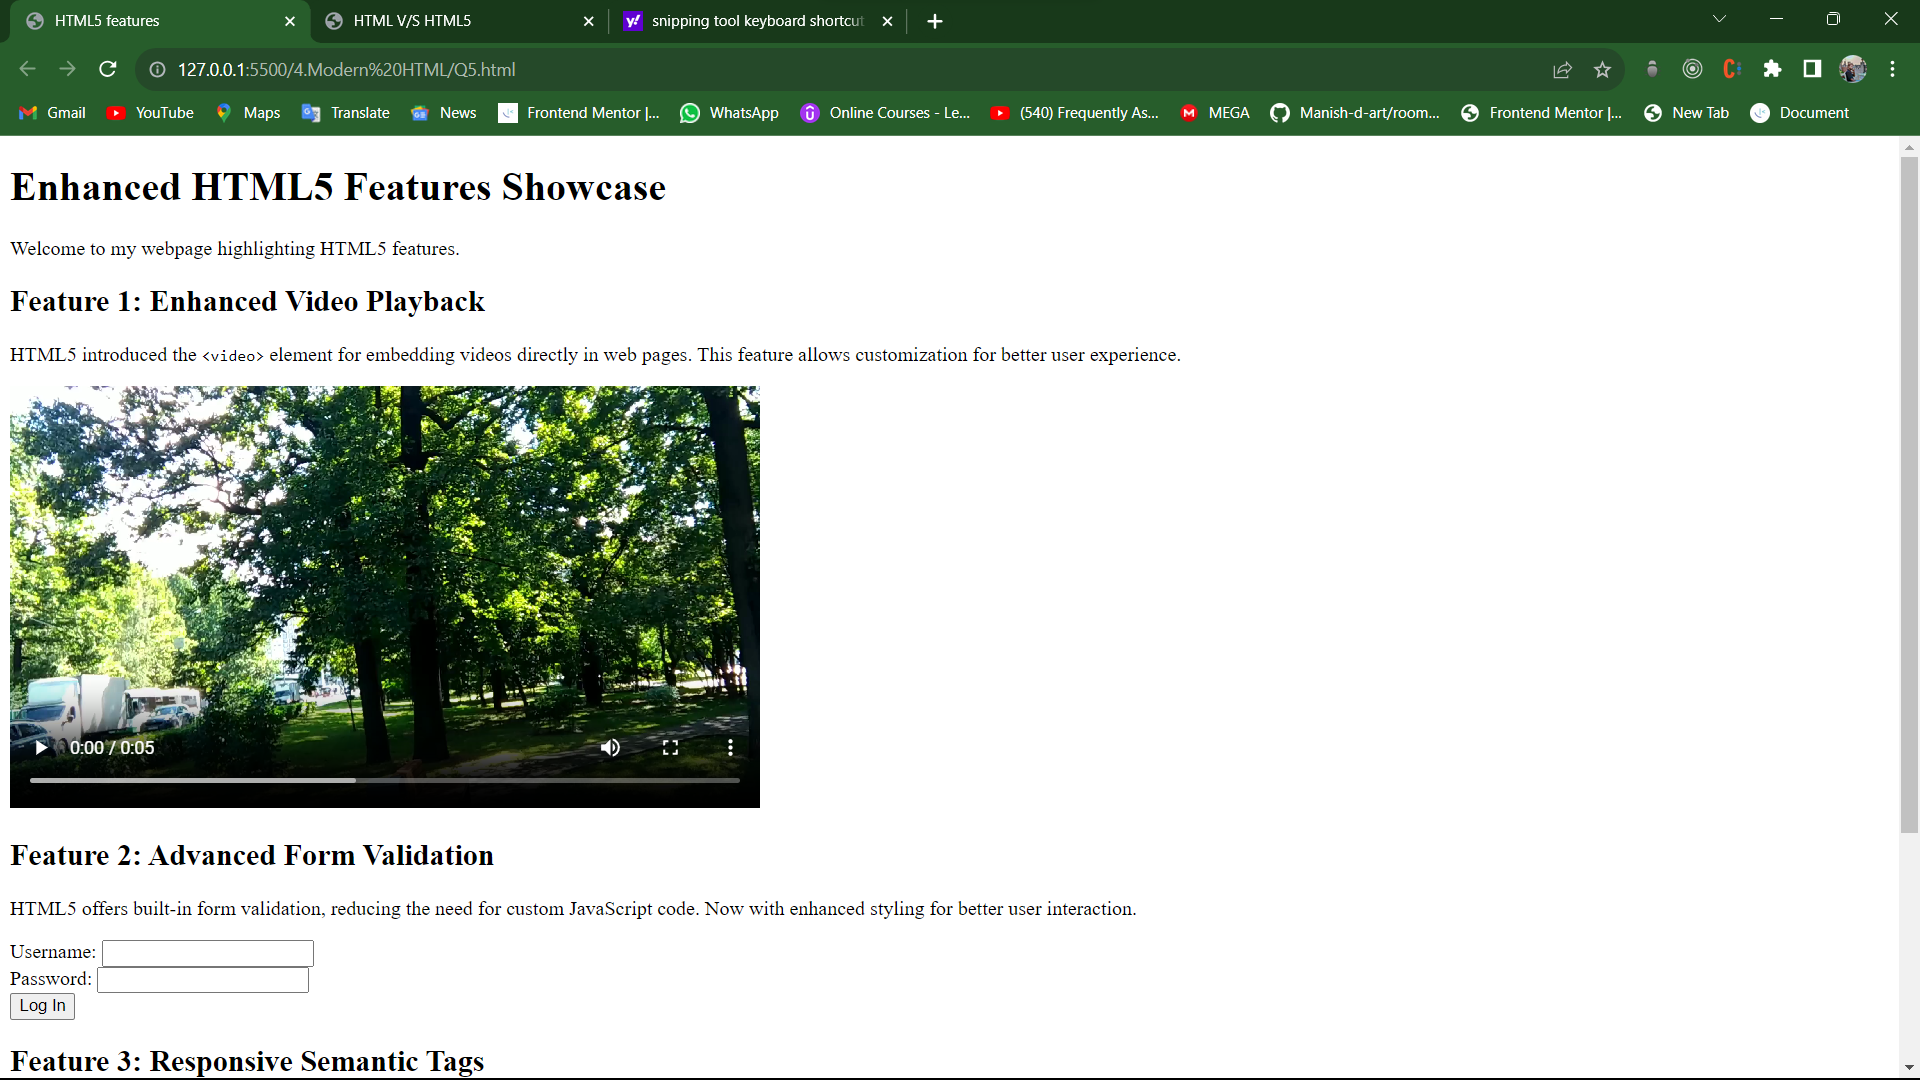 HTML5 features
HTML V/S HTML5
snipping tool keyboard shortcut
127.0.0.1:5500/4.Modern%20HTML/Q5.html
Gmail
YouTube
Maps
Translate
News
Frontend Mentor |...
WhatsApp
Online Courses - Le...
(540) Frequently As...
MEGA
Manish-d-art/room...
Frontend Mentor |...
New Tab
Document
Enhanced HTML5 Features Showcase
Welcome to my webpage highlighting HTML5 features.
Feature 1: Enhanced Video Playback
HTML5 introduced the <video> element for embedding videos directly in web pages. This feature allows customization for better user experience.
0:00 / 0:05
Feature 2: Advanced Form Validation
HTML5 offers built-in form validation, reducing the need for custom JavaScript code. Now with enhanced styling for better user interaction.
Username:
Password:
Log In
Feature 3: Responsive Semantic Tags